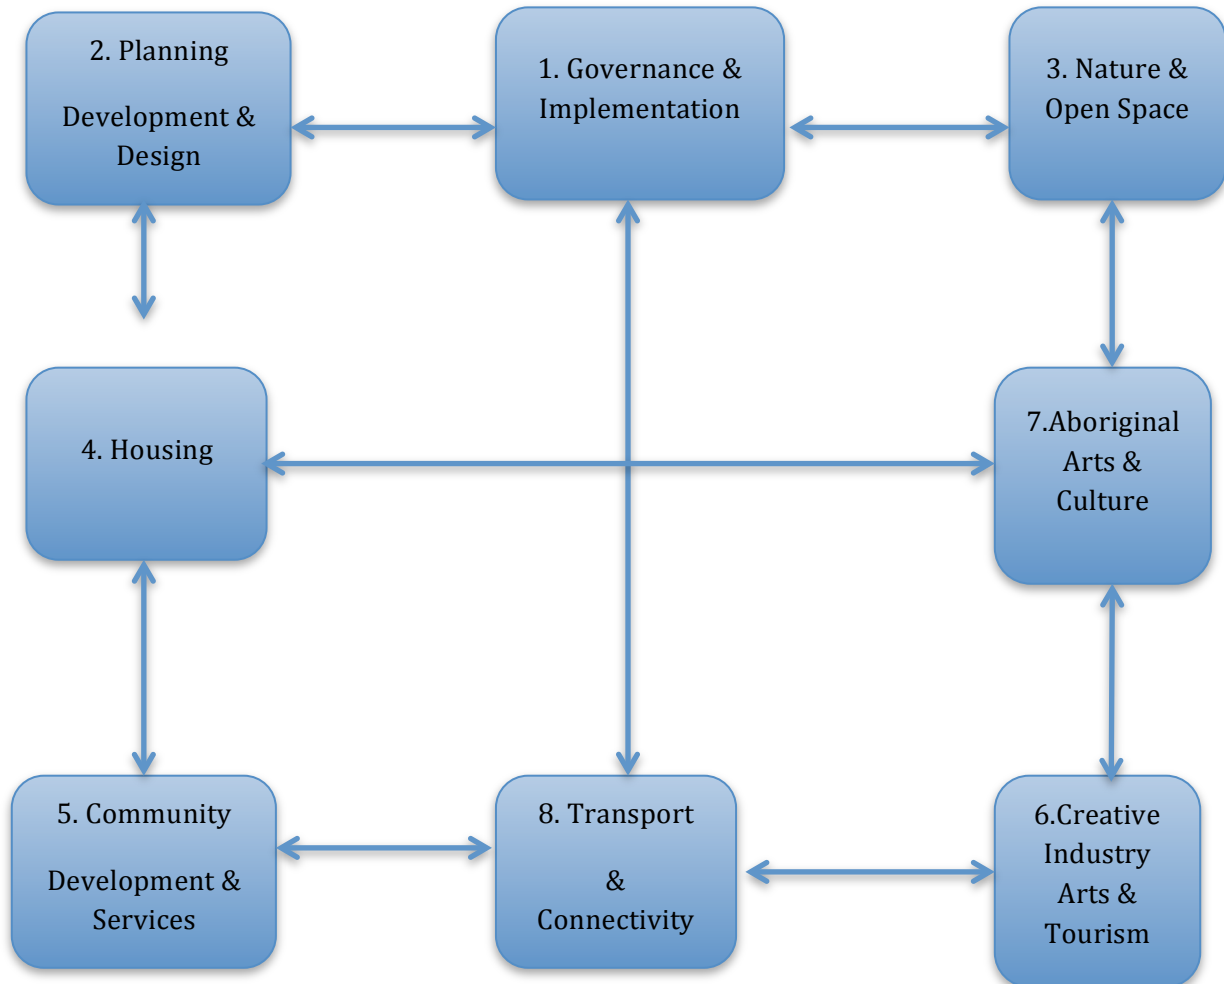 2. Planning
Development &
Design
1. Governance &
Implementation
3. Nature &
Open Space
4. Housing
7.Aboriginal
Arts &
Culture
5. Community
Development &
Services
8. Transport
&
Connectivity
6.Creative
Industry
Arts &
Tourism